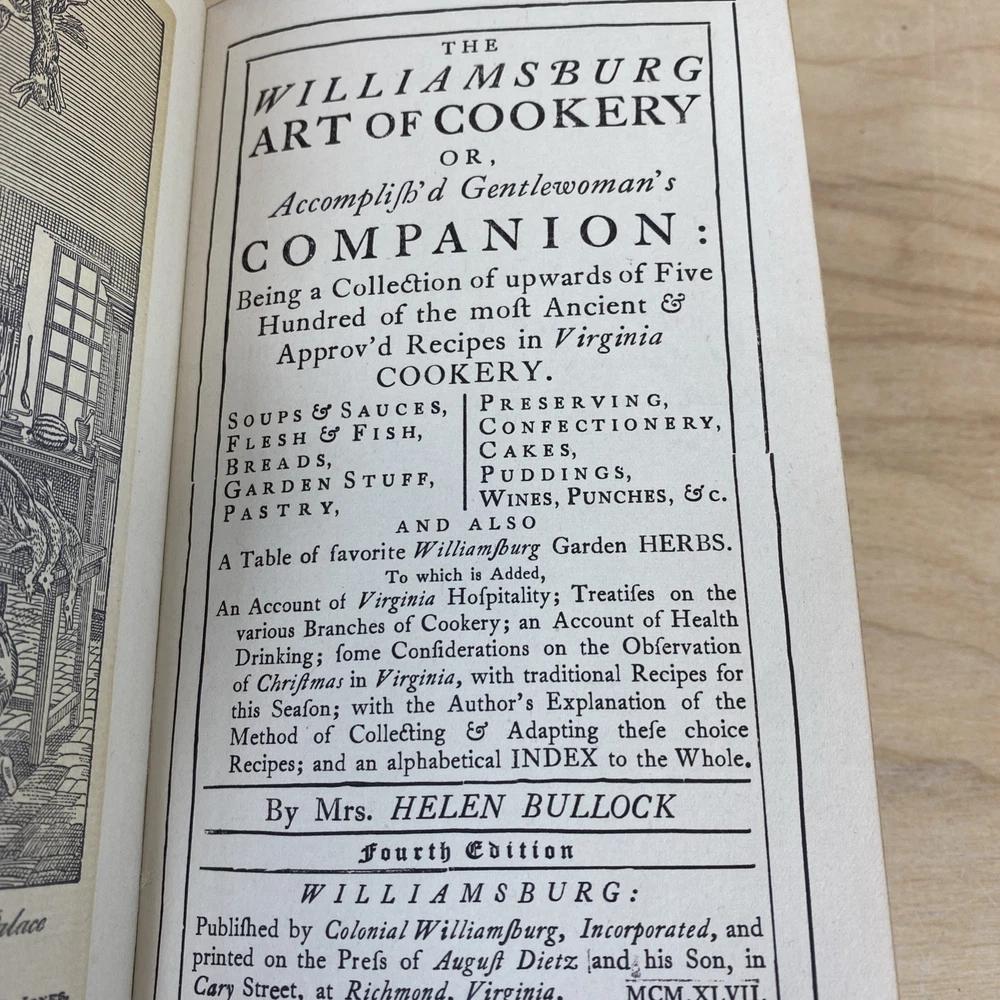 THE
WILLIAMSBURG
ART OF COOKERY
OR,
Accompliſh'd Gentlewoman's
COMPANION:
Being a Collection of upwards of Five
Hundred of the moſt Ancient &
Approv'd Recipes in Virginia
COOKERY.
SOUPS & SAUCES,
FLESH & FISH,
BREADS,
GARDEN STUFF,
PASTRY,
PRESERVING,
CONFECTIONERY,
CAKES,
PUDDINGS,
WINES, PUNCHES, &c.
AND ALSO
A Table of favorite Williamſburg Garden HERBS.
To which is Added,
An Account of Virginia Hoſpitality; Treatiſes on the
various Branches of Cookery; an Account of Health
Drinking; ſome Conſiderations on the Obſervation
of Chriſtmas in Virginia, with traditional Recipes for
this Seaſon; with the Author's Explanation of the
Method of Collecting & Adapting theſe choice
Recipes; and an alphabetical INDEX to the Whole.
By Mrs. HELEN BULLOCK
Fourth Edition
WILLIAMSBURG:
Publiſhed by Colonial Williamſburg, Incorporated, and
printed on the Preſs of Auguſt Dietz and his Son, in
Cary Street, at Richmond, Virginia. MCM,XLVII.